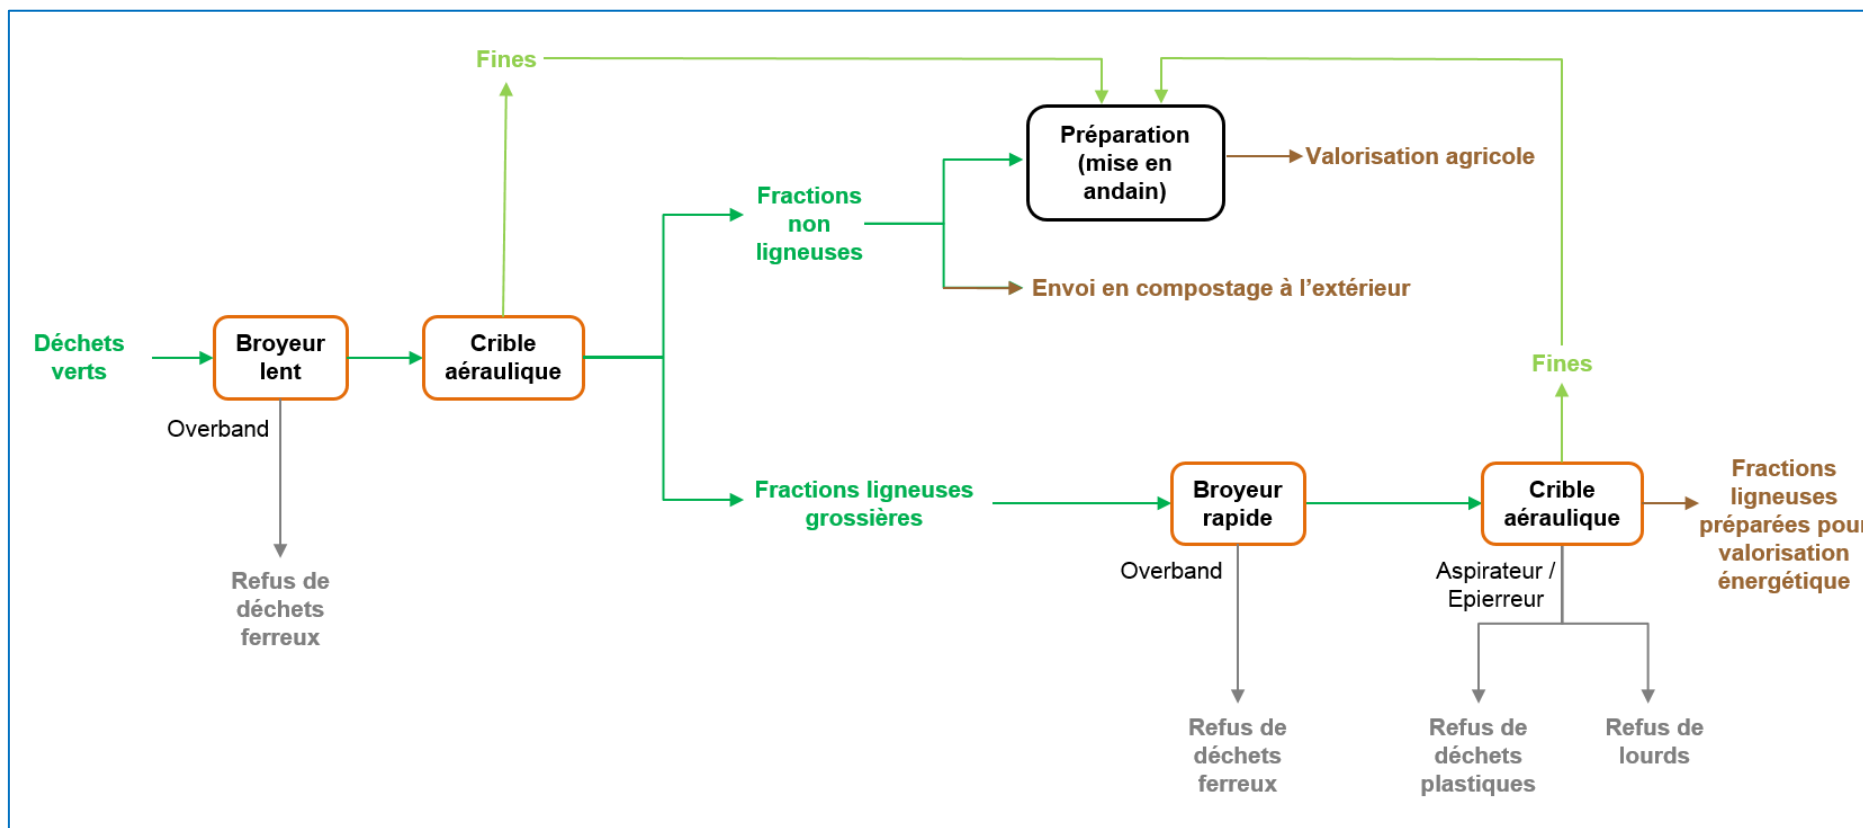 Fines
Préparation
(mise en
andain)
Valorisation agricole
Fractions
non
ligneuses
Envoi en compostage à l’extérieur
Déchets
verts
Broyeur
lent
Crible
aéraulique
Fines
Overband
Fractions ligneuses
grossières
Broyeur
rapide
Crible
aéraulique
Fractions
ligneuses
préparées pour
valorisation
énergétique
Refus de
déchets
ferreux
Overband
Aspirateur /
Epierreur
Refus de
déchets
ferreux
Refus de
déchets
plastiques
Refus de
lourds